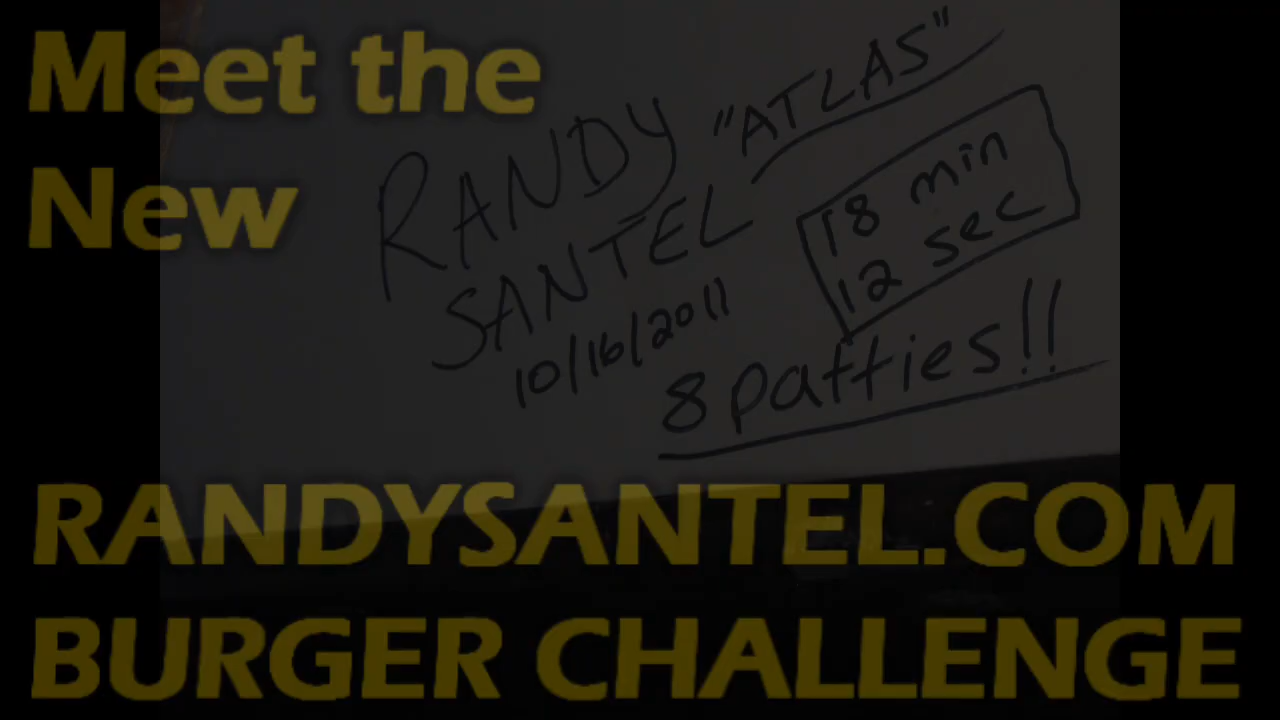 Meet the
New
RANDY "ATLAS"
SANTEL
10/16/2011
18 min
12 sec
8 patties!!
RANDYSANTEL.COM
BURGER CHALLENGE